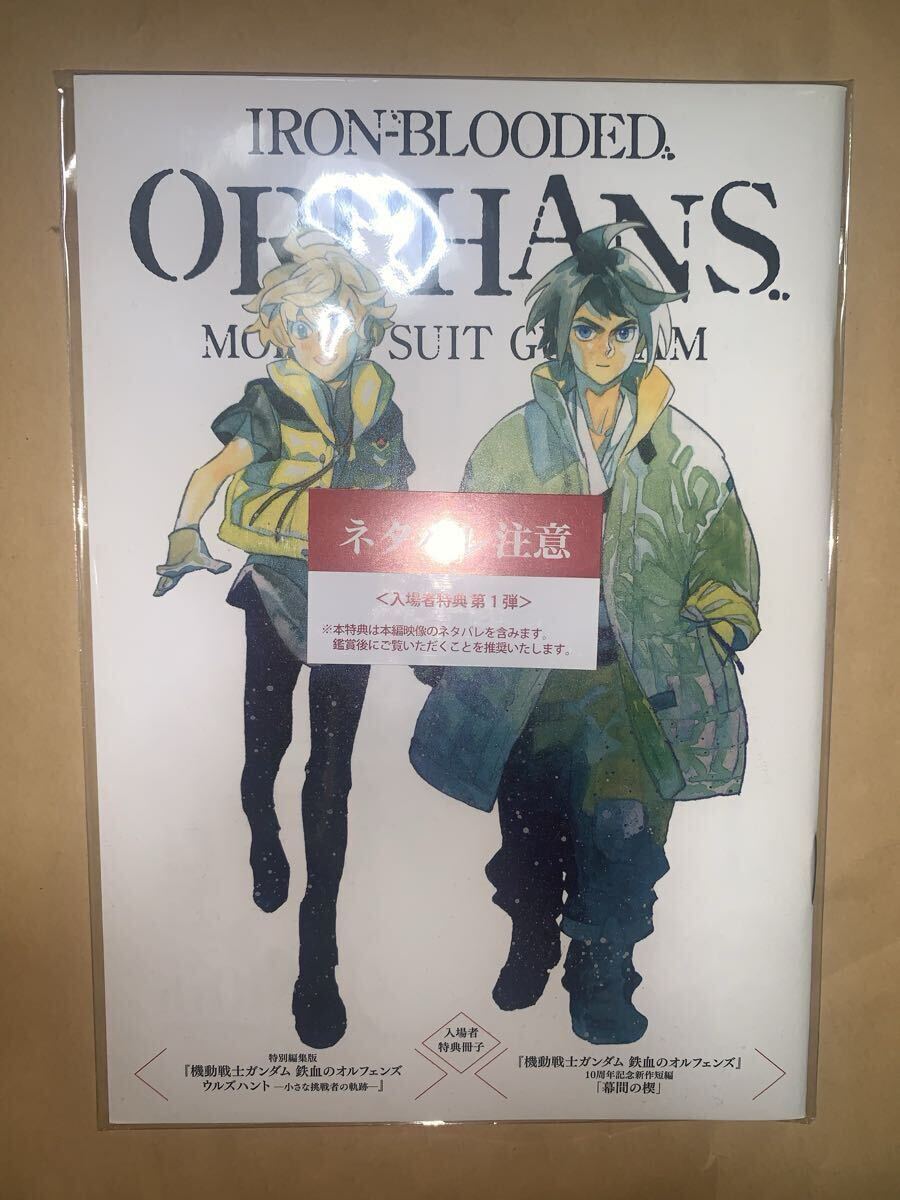 IRON-BLOODED
ORPHANS
MOBILE SUIT GUNDAM
ネタバレ注意
＜入場者特典 第1弾＞
※本特典は本編映像のネタバレを含みます。
鑑賞後にご覧いただくことを推奨いたします。
入場者
特典冊子
特別編集版
『機動戦士ガンダム 鉄血のオルフェンズ
ウルズハント ―小さな挑戦者の軌跡―』
『機動戦士ガンダム 鉄血のオルフェンズ』
10周年記念新作短編
「幕間の楔」